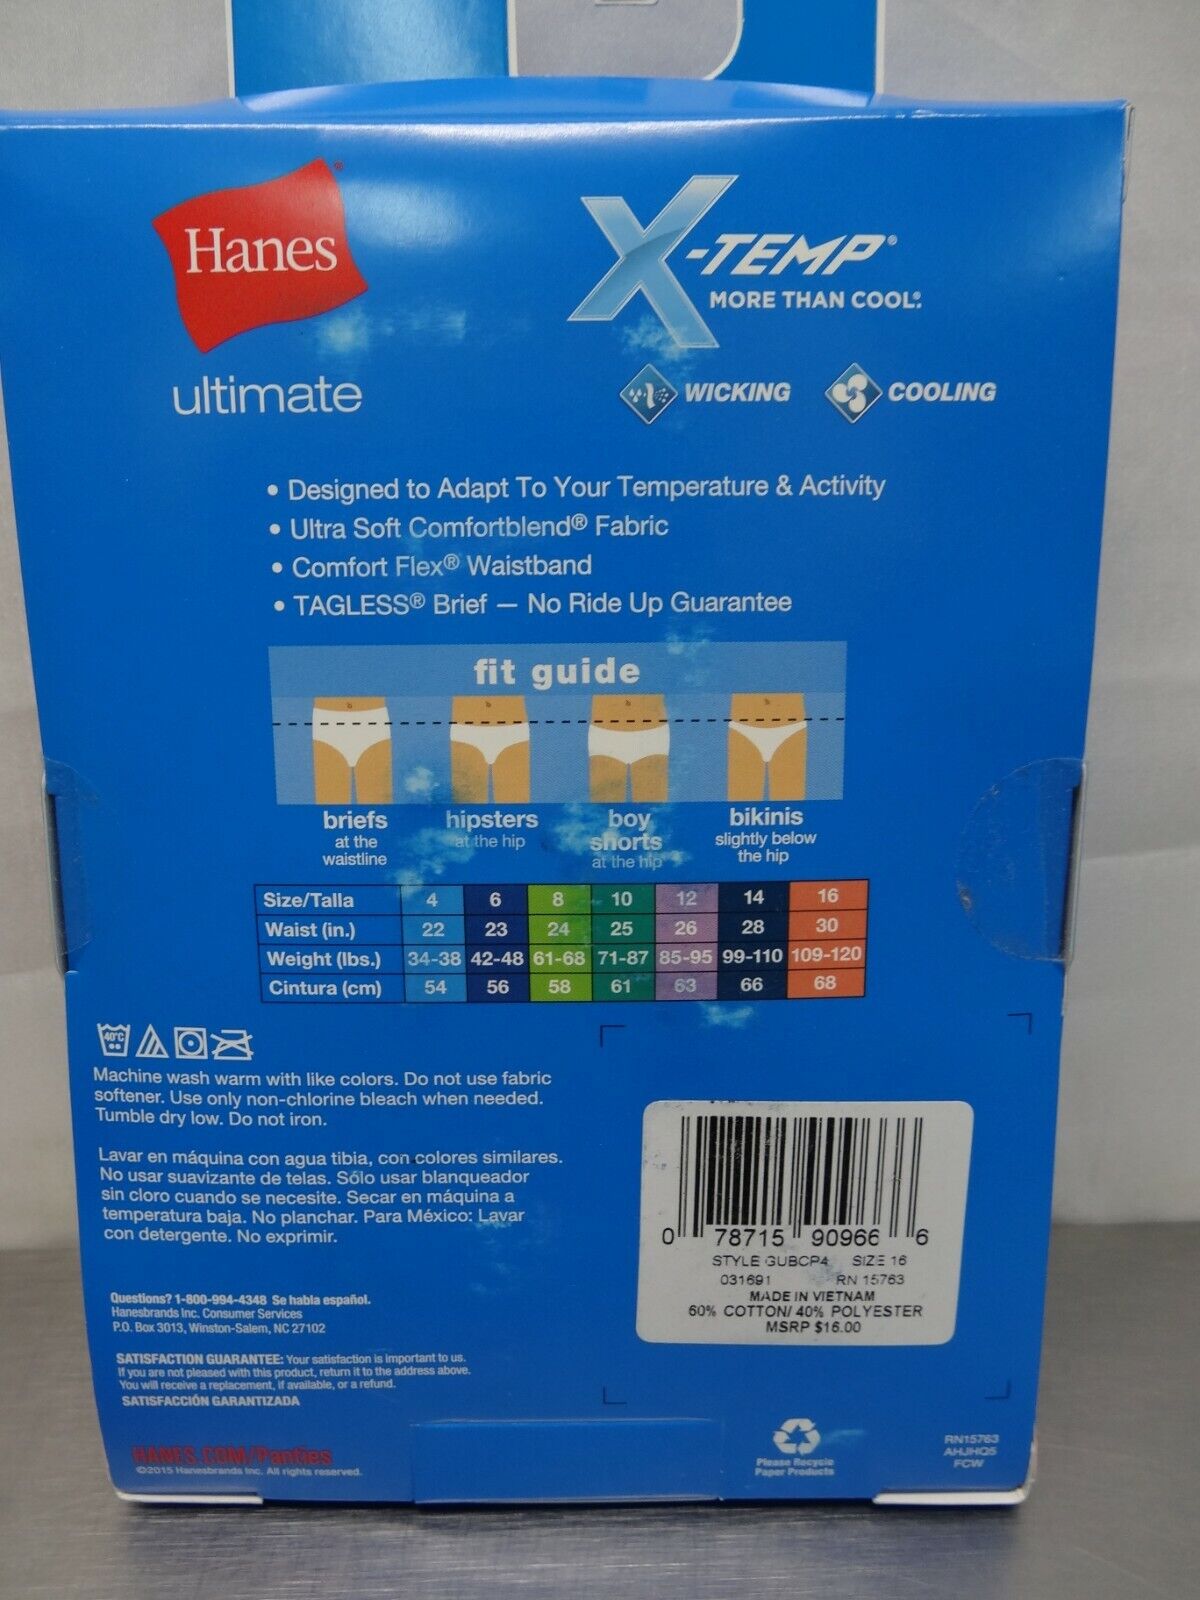 Hanes®
ultimate
X-TEMP®
MORE THAN COOL®.
WICKING
COOLING
• Designed to Adapt To Your Temperature & Activity
• Ultra Soft Comfortblend® Fabric
• Comfort Flex® Waistband
• TAGLESS® Brief — No Ride Up Guarantee
fit guide
briefs
at the
waistline
hipsters
at the hip
boy
shorts
at the hip
bikinis
slightly below
the hip
Size/Talla 4 6 8 10 12 14 16
Waist (in.) 22 23 24 25 26 28 30
Weight (lbs.) 34-38 42-48 61-68 71-87 85-95 99-110 109-120
Cintura (cm) 54 56 58 61 63 66 68
40°C
Machine wash warm with like colors. Do not use fabric
softener. Use only non-chlorine bleach when needed.
Tumble dry low. Do not iron.
Lavar en máquina con agua tibia, con colores similares.
No usar suavizante de telas. Sólo usar blanqueador
sin cloro cuando se necesite. Secar en máquina a
temperatura baja. No planchar. Para México: Lavar
con detergente. No exprimir.
Questions? 1-800-994-4348 Se habla español.
Hanesbrands Inc. Consumer Services
P.O. Box 3013, Winston-Salem, NC 27102
SATISFACTION GUARANTEE: Your satisfaction is important to us.
If you are not pleased with this product, return it to the address above.
You will receive a replacement, if available, or a refund.
SATISFACCIÓN GARANTIZADA
HANES.COM/Panties
©2015 Hanesbrands Inc. All rights reserved.
0 78715 90966 6
STYLE GUBCP4 SIZE 16
031691 RN 15763
MADE IN VIETNAM
60% COTTON/ 40% POLYESTER
MSRP $16.00
Please Recycle
Paper Products
RN15763
AHJHQ5
FCW